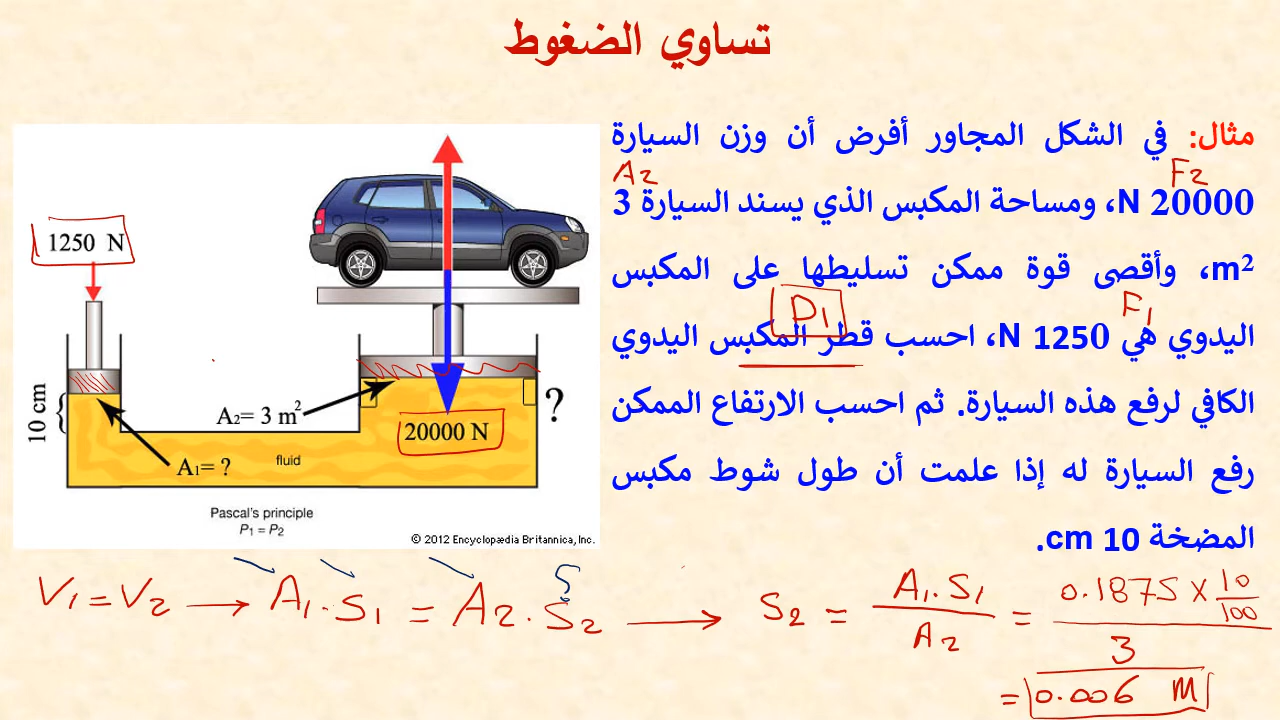 تساوي الضغوط
مثال: في الشكل المجاور أفرض أن وزن السيارة
A2 F2
20000 N، ومساحة المكبس الذي يسند السيارة 3
m²، وأقصى قوة ممكن تسليطها على المكبس
D1 F1
اليدوي هي 1250 N، احسب قطر المكبس اليدوي
الكافي لرفع هذه السيارة. ثم احسب الارتفاع الممكن
رفع السيارة له إذا علمت أن طول شوط مكبس
المضخة 10 cm.
1250 N
10 cm
A₂= 3 m²
?
20000 N
A₁= ?
fluid
Pascal's principle
P₁ = P₂
© 2012 Encyclopædia Britannica, Inc.
V1 = V2 → A1 . S1 = A2 . S2 → S2 = A1 . S1 / A2 = 0.1875 × 10/100 / 3
= 0.006 M